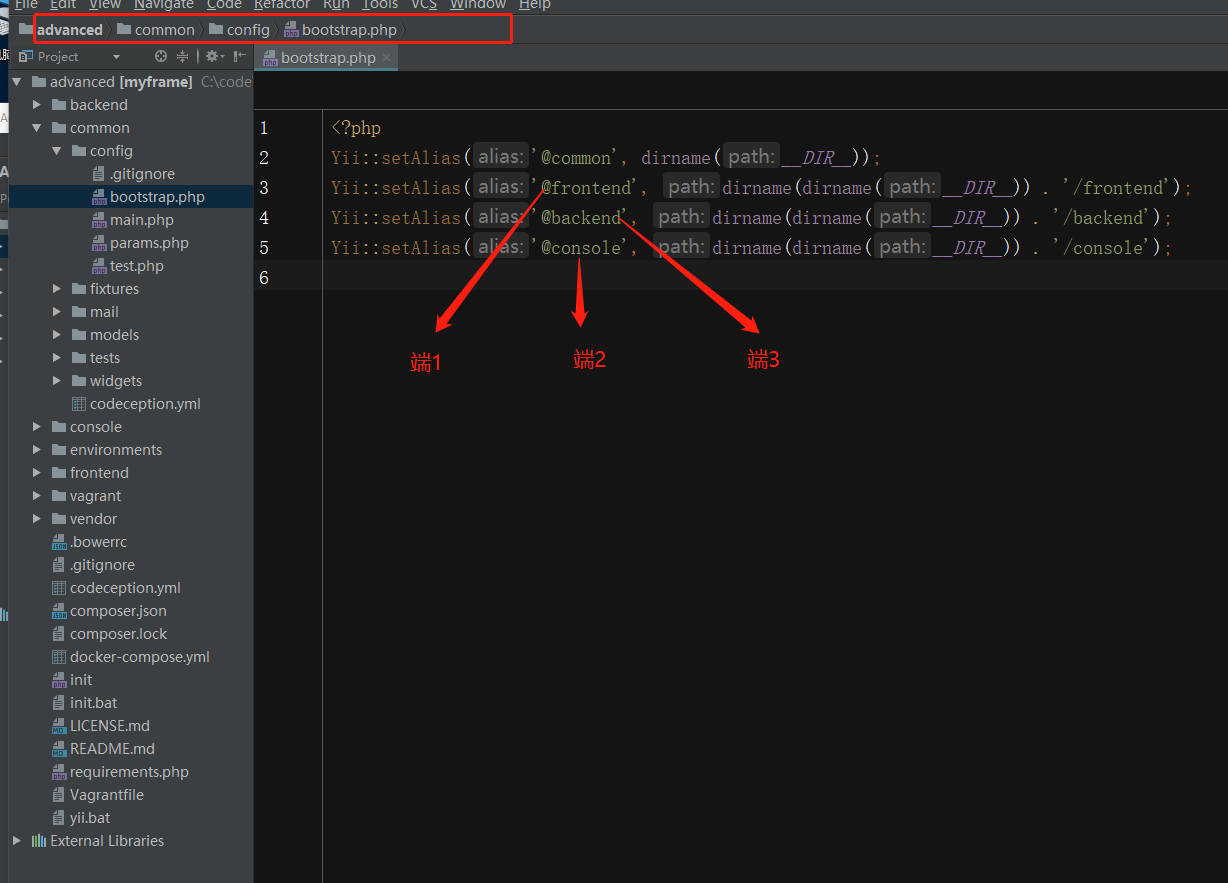 File Edit View Navigate Code Refactor Run Tools VCS Window Help
advanced common config bootstrap.php
Project
bootstrap.php
advanced [myframe] C:\code
backend
common
config
.gitignore
bootstrap.php
main.php
params.php
test.php
fixtures
mail
models
tests
widgets
codeception.yml
console
environments
frontend
vagrant
vendor
.bowerrc
.gitignore
codeception.yml
composer.json
composer.lock
docker-compose.yml
init
init.bat
LICENSE.md
README.md
requirements.php
Vagrantfile
yii.bat
External Libraries
1 <?php
2 Yii::setAlias( alias: '@common', dirname( path: __DIR__));
3 Yii::setAlias( alias: '@frontend', path: dirname(dirname( path: __DIR__)) . '/frontend');
4 Yii::setAlias( alias: '@backend', path: dirname(dirname( path: __DIR__)) . '/backend');
5 Yii::setAlias( alias: '@console', path: dirname(dirname( path: __DIR__)) . '/console');
6
端1 端2 端3